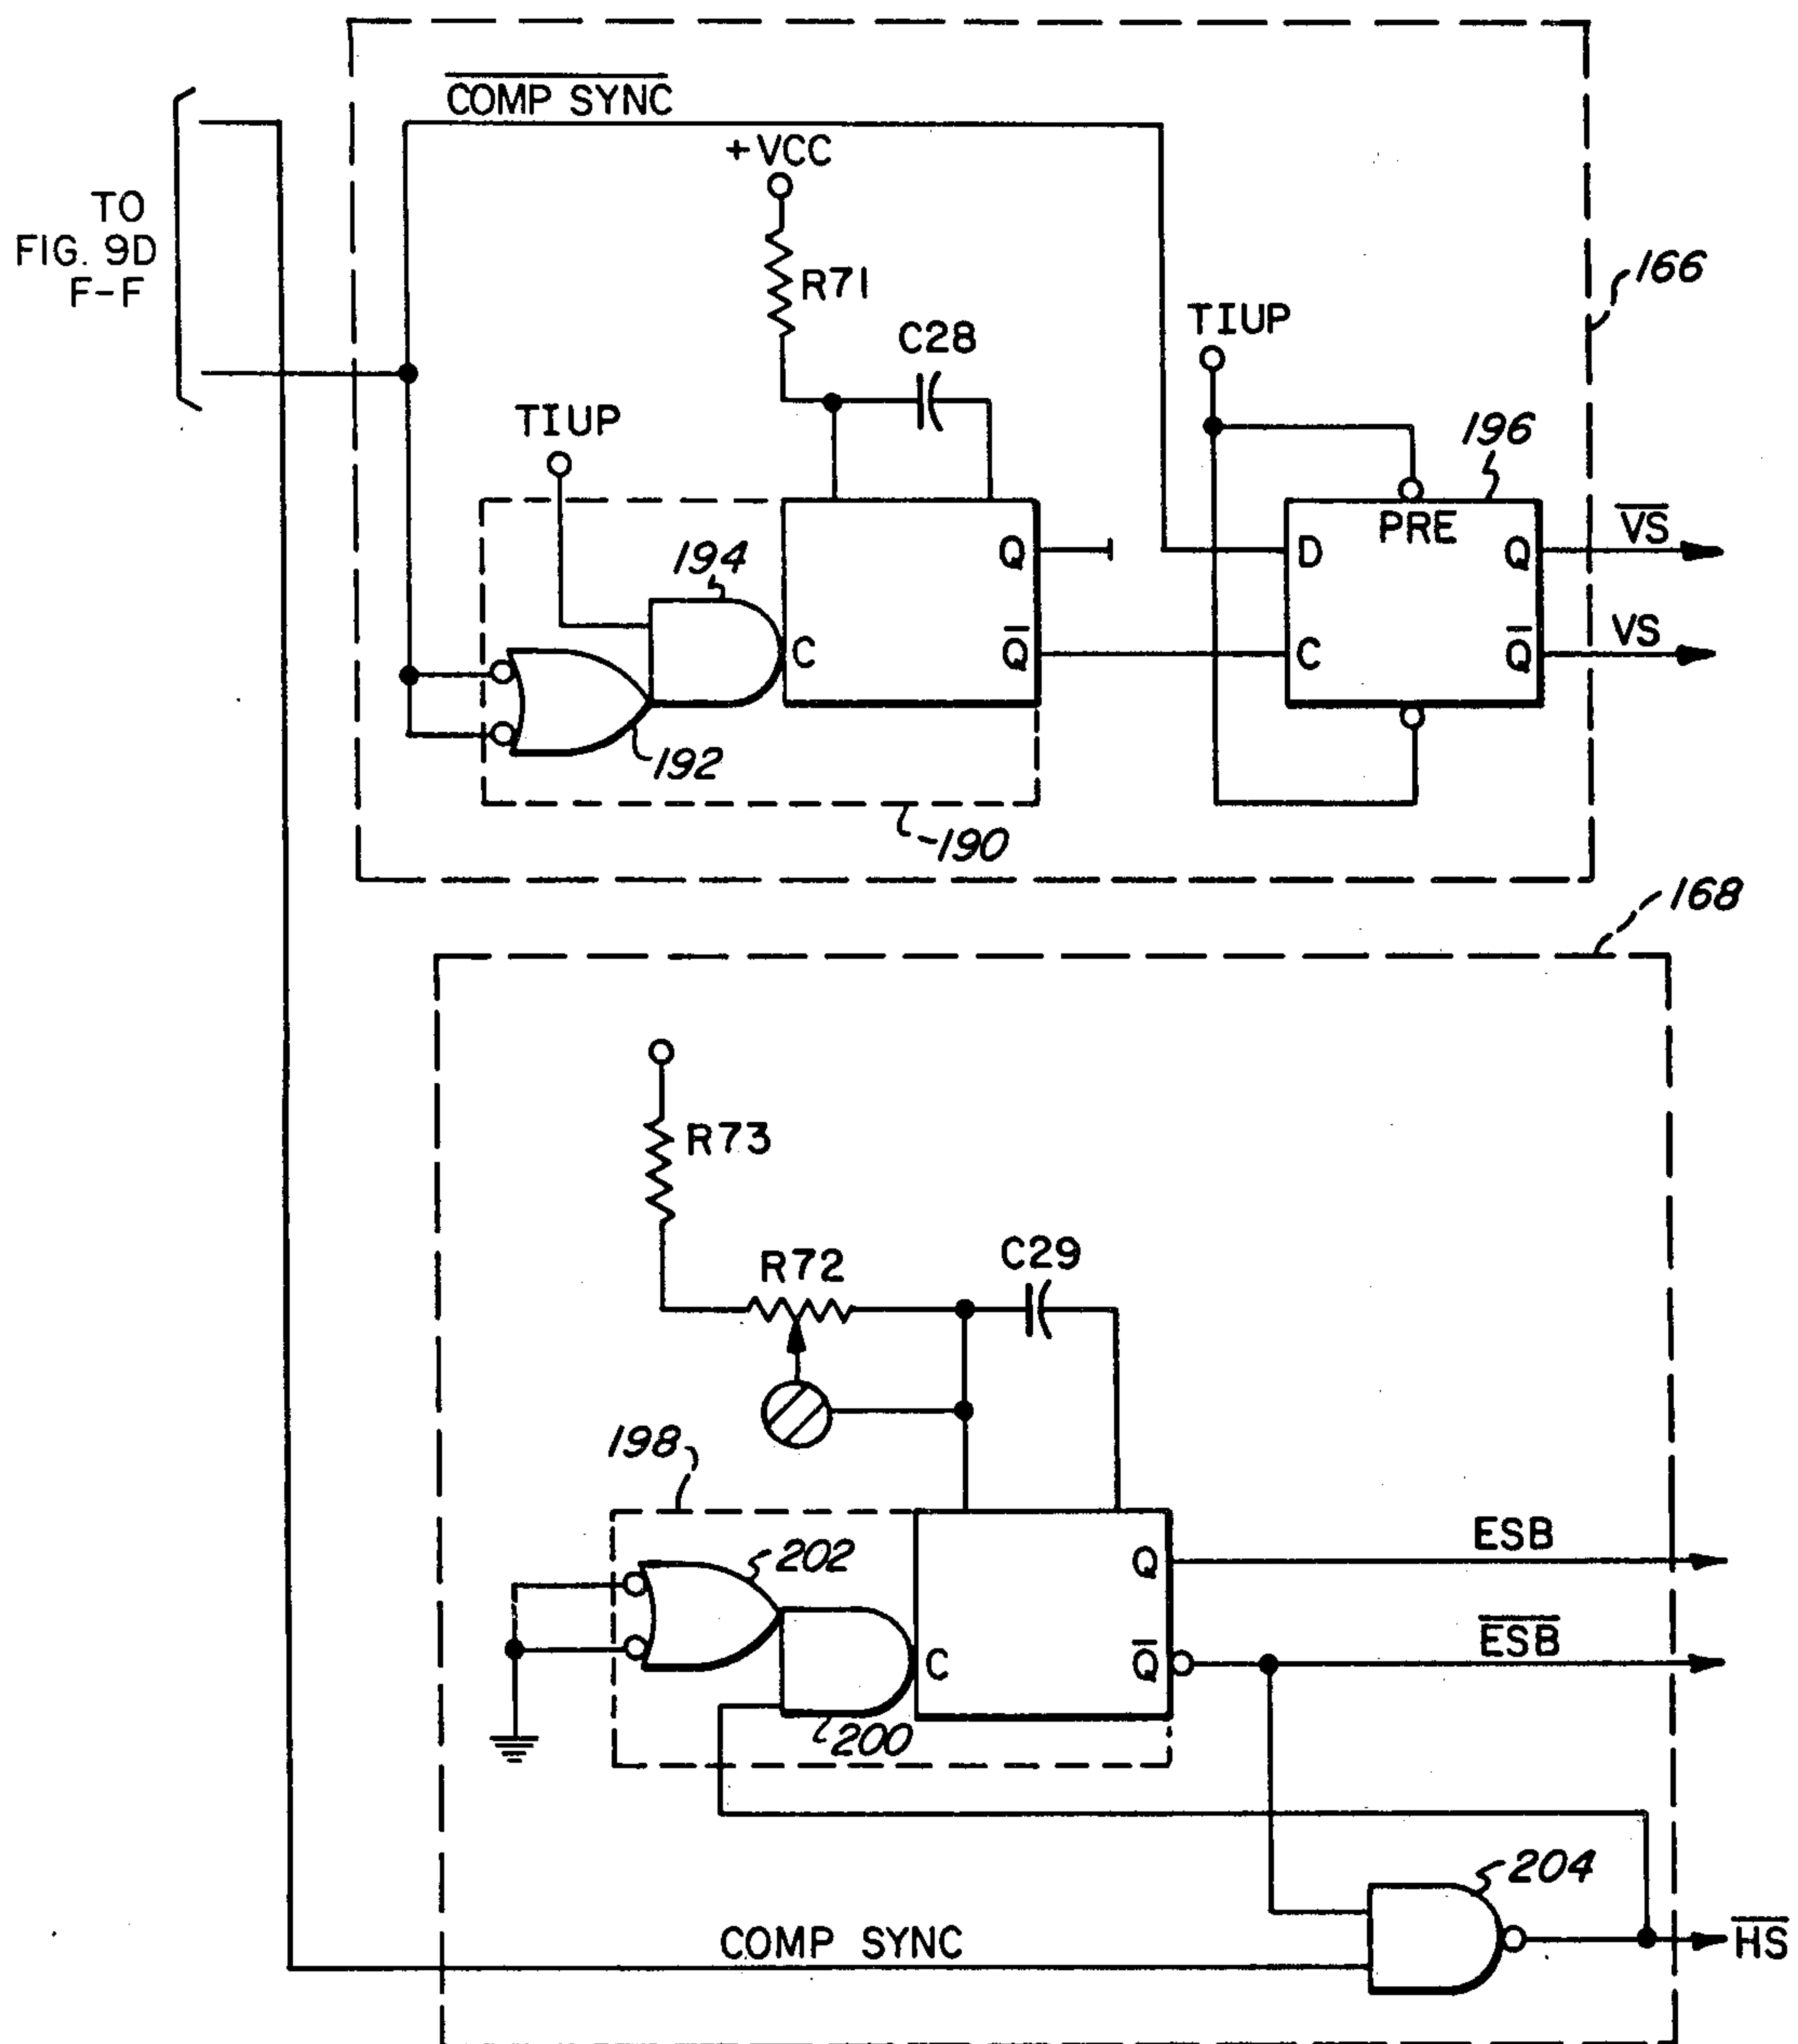 COMP SYNC
+VCC
TO
FIG. 9D
F-F
R71
166
TIUP
C28
TIUP
196
PRE
VS
194
Q
D
Q
VS
C
Q
C
Q
192
190
168
R73
R72
C29
198
202
Q
ESB
ESB
C
Q
200
204
COMP SYNC
HS